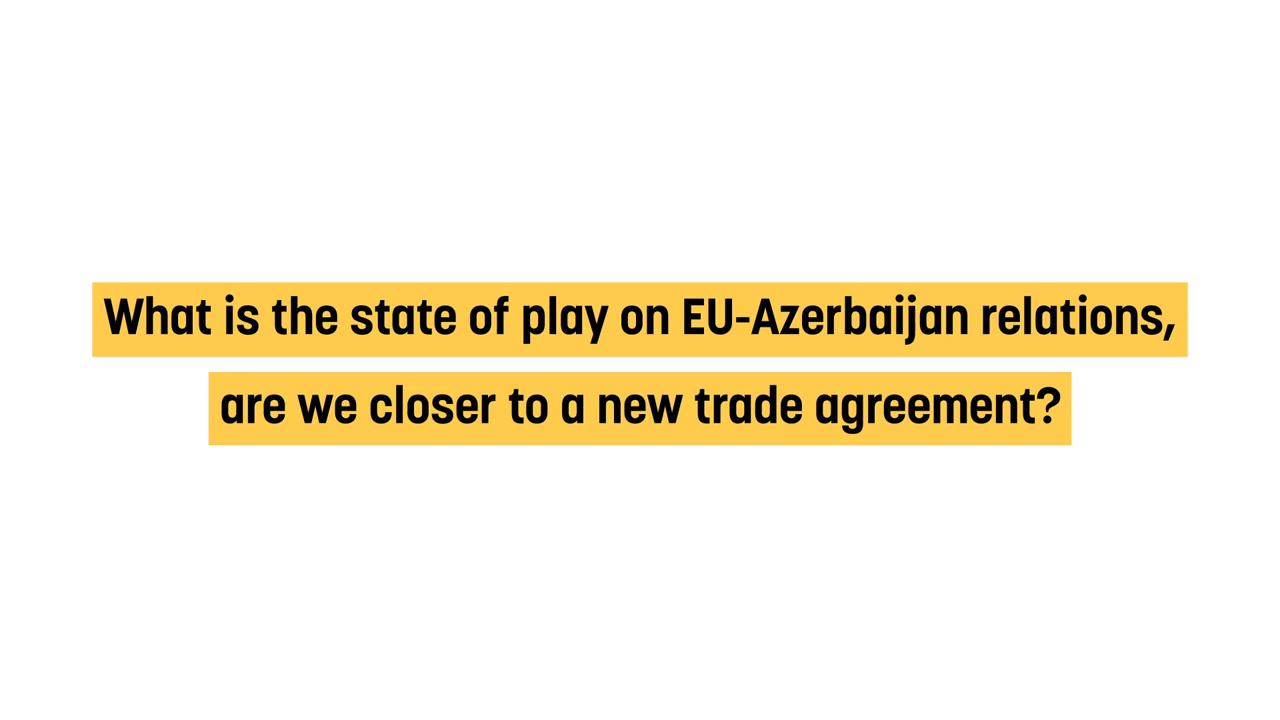 What is the state of play on EU-Azerbaijan relations,
are we closer to a new trade agreement?